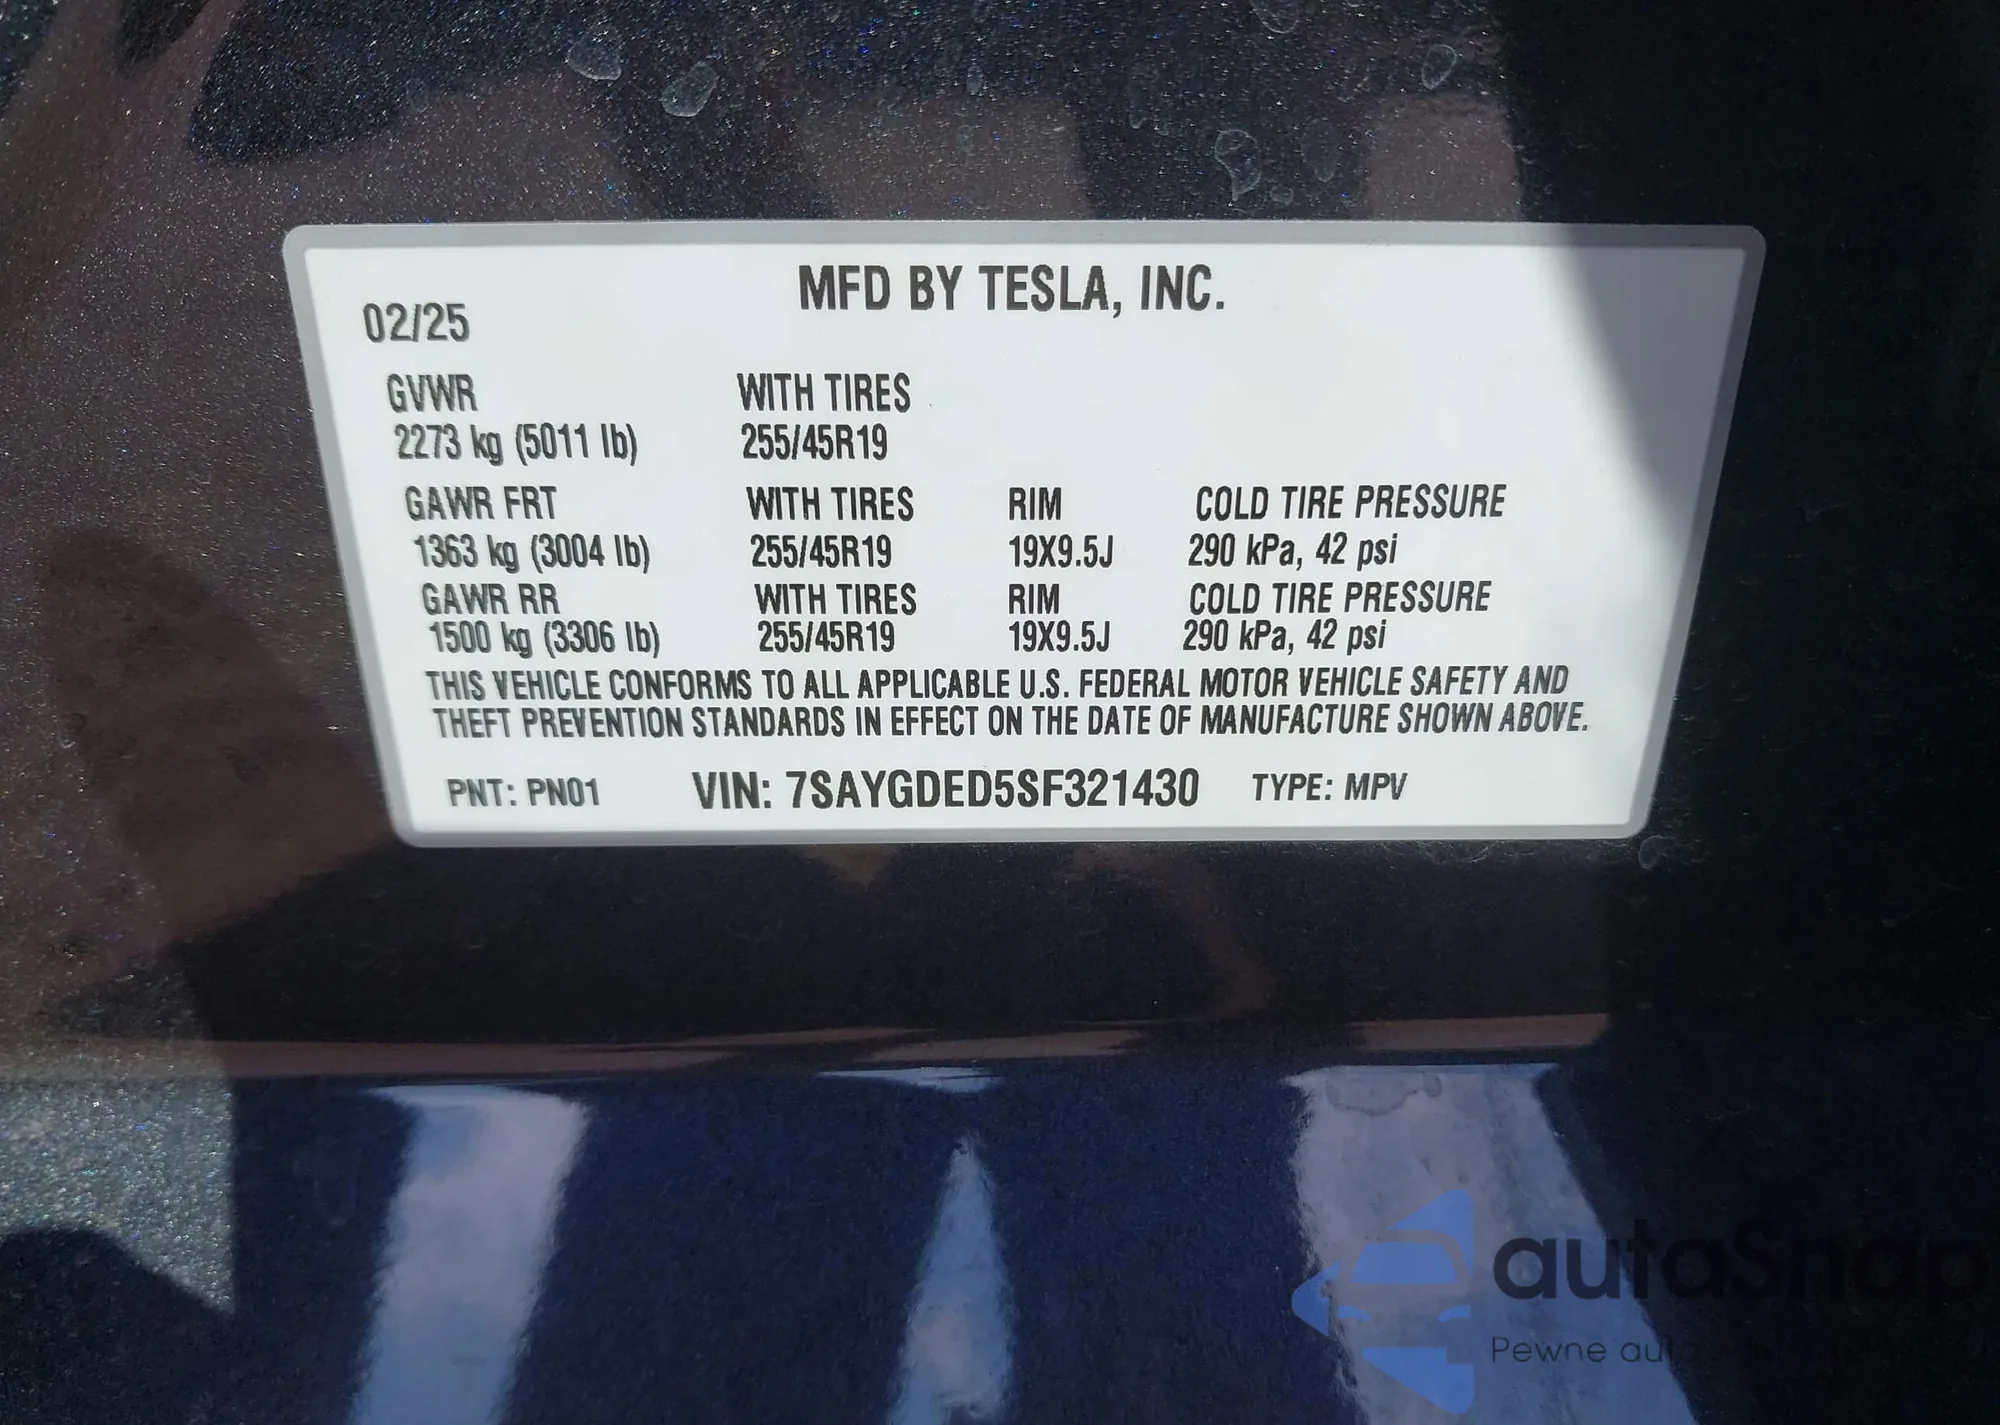 MFD BY TESLA, INC.
02/25
GVWR WITH TIRES
2273 kg (5011 lb) 255/45R19
GAWR FRT WITH TIRES RIM COLD TIRE PRESSURE
1363 kg (3004 lb) 255/45R19 19X9.5J 290 kPa, 42 psi
GAWR RR WITH TIRES RIM COLD TIRE PRESSURE
1500 kg (3306 lb) 255/45R19 19X9.5J 290 kPa, 42 psi
THIS VEHICLE CONFORMS TO ALL APPLICABLE U.S. FEDERAL MOTOR VEHICLE SAFETY AND
THEFT PREVENTION STANDARDS IN EFFECT ON THE DATE OF MANUFACTURE SHOWN ABOVE.
PNT: PN01 VIN: 7SAYGDED5SF321430 TYPE: MPV
autaSnap
Pewne auta